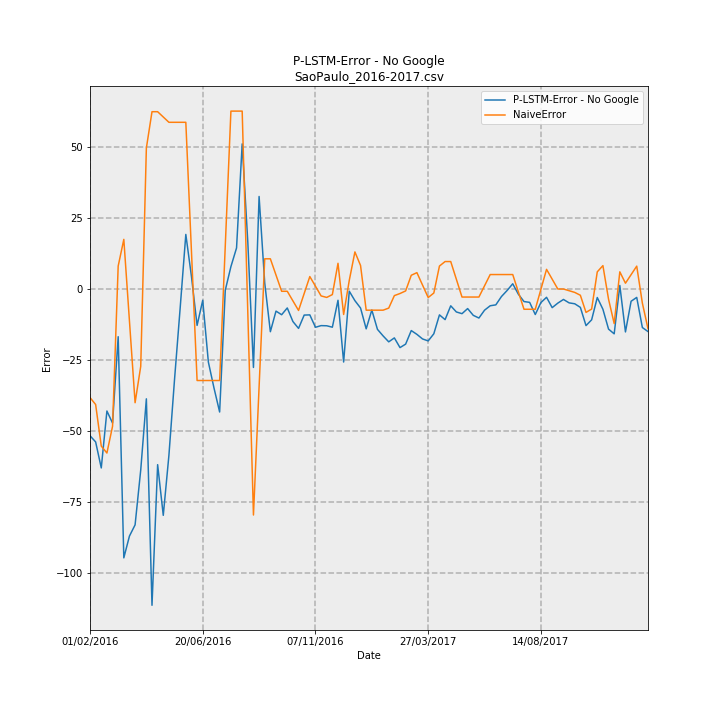 P-LSTM-Error - No Google
SaoPaulo_2016-2017.csv
P-LSTM-Error - No Google
NaiveError
50
25
0
−25
−50
−75
−100
Error
01/02/2016
20/06/2016
07/11/2016
27/03/2017
14/08/2017
Date